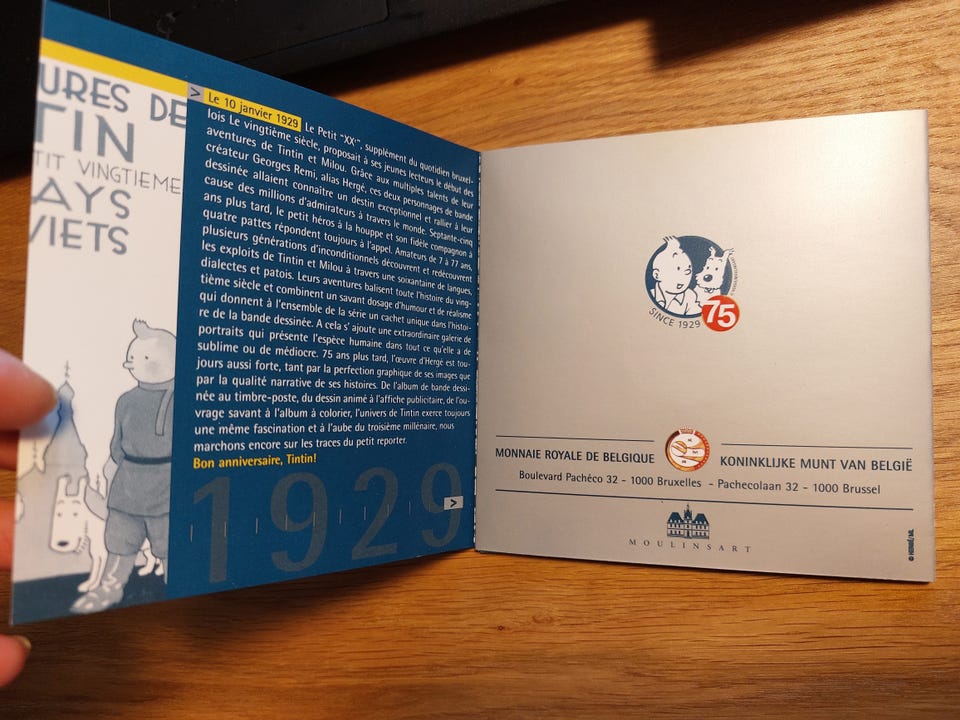 URES DE
TIN
TIT VINGTIEME
AYS
VIETS
> Le 10 janvier 1929 Le Petit "XXe", supplément du quotidien bruxel-
lois Le vingtième siècle, proposait à ses jeunes lecteurs le début des
aventures de Tintin et Milou. Grâce aux multiples talents de leur
créateur Georges Remi, alias Hergé, ces deux personnages de bande
dessinée allaient connaître un destin exceptionnel et rallier à leur
cause des millions d'admirateurs à travers le monde. Septante-cinq
ans plus tard, le petit héros à la houppe et son fidèle compagnon à
quatre pattes répondent toujours à l'appel. Amateurs de 7 à 77 ans,
plusieurs générations d'inconditionnels découvrent et redécouvrent
les exploits de Tintin et Milou à travers une soixantaine de langues,
dialectes et patois. Leurs aventures balisent toute l'histoire du ving-
tième siècle et combinent un savant dosage d'humour et de réalisme
qui donnent à l'ensemble de la série un cachet unique dans l'histoi-
re de la bande dessinée. A cela s' ajoute une extraordinaire galerie de
portraits qui présente l'espèce humaine dans tout ce qu'elle a de
sublime ou de médiocre. 75 ans plus tard, l'œuvre d'Hergé est tou-
jours aussi forte, tant par la perfection graphique de ses images que
par la qualité narrative de ses histoires. De l'album de bande dessi-
née au timbre-poste, du dessin animé à l'affiche publicitaire, de l'ou-
vrage savant à l'album à colorier, l'univers de Tintin exerce toujours
une même fascination et à l'aube du troisième millénaire, nous
marchons encore sur les traces du petit reporter.
Bon anniversaire, Tintin!
1929
>
SINCE 1929
75
MONNAIE ROYALE DE BELGIQUE KONINKLIJKE MUNT VAN BELGIË
Boulevard Pachéco 32 - 1000 Bruxelles - Pachecolaan 32 - 1000 Brussel
MOULINSART
© HERGÉ/ML